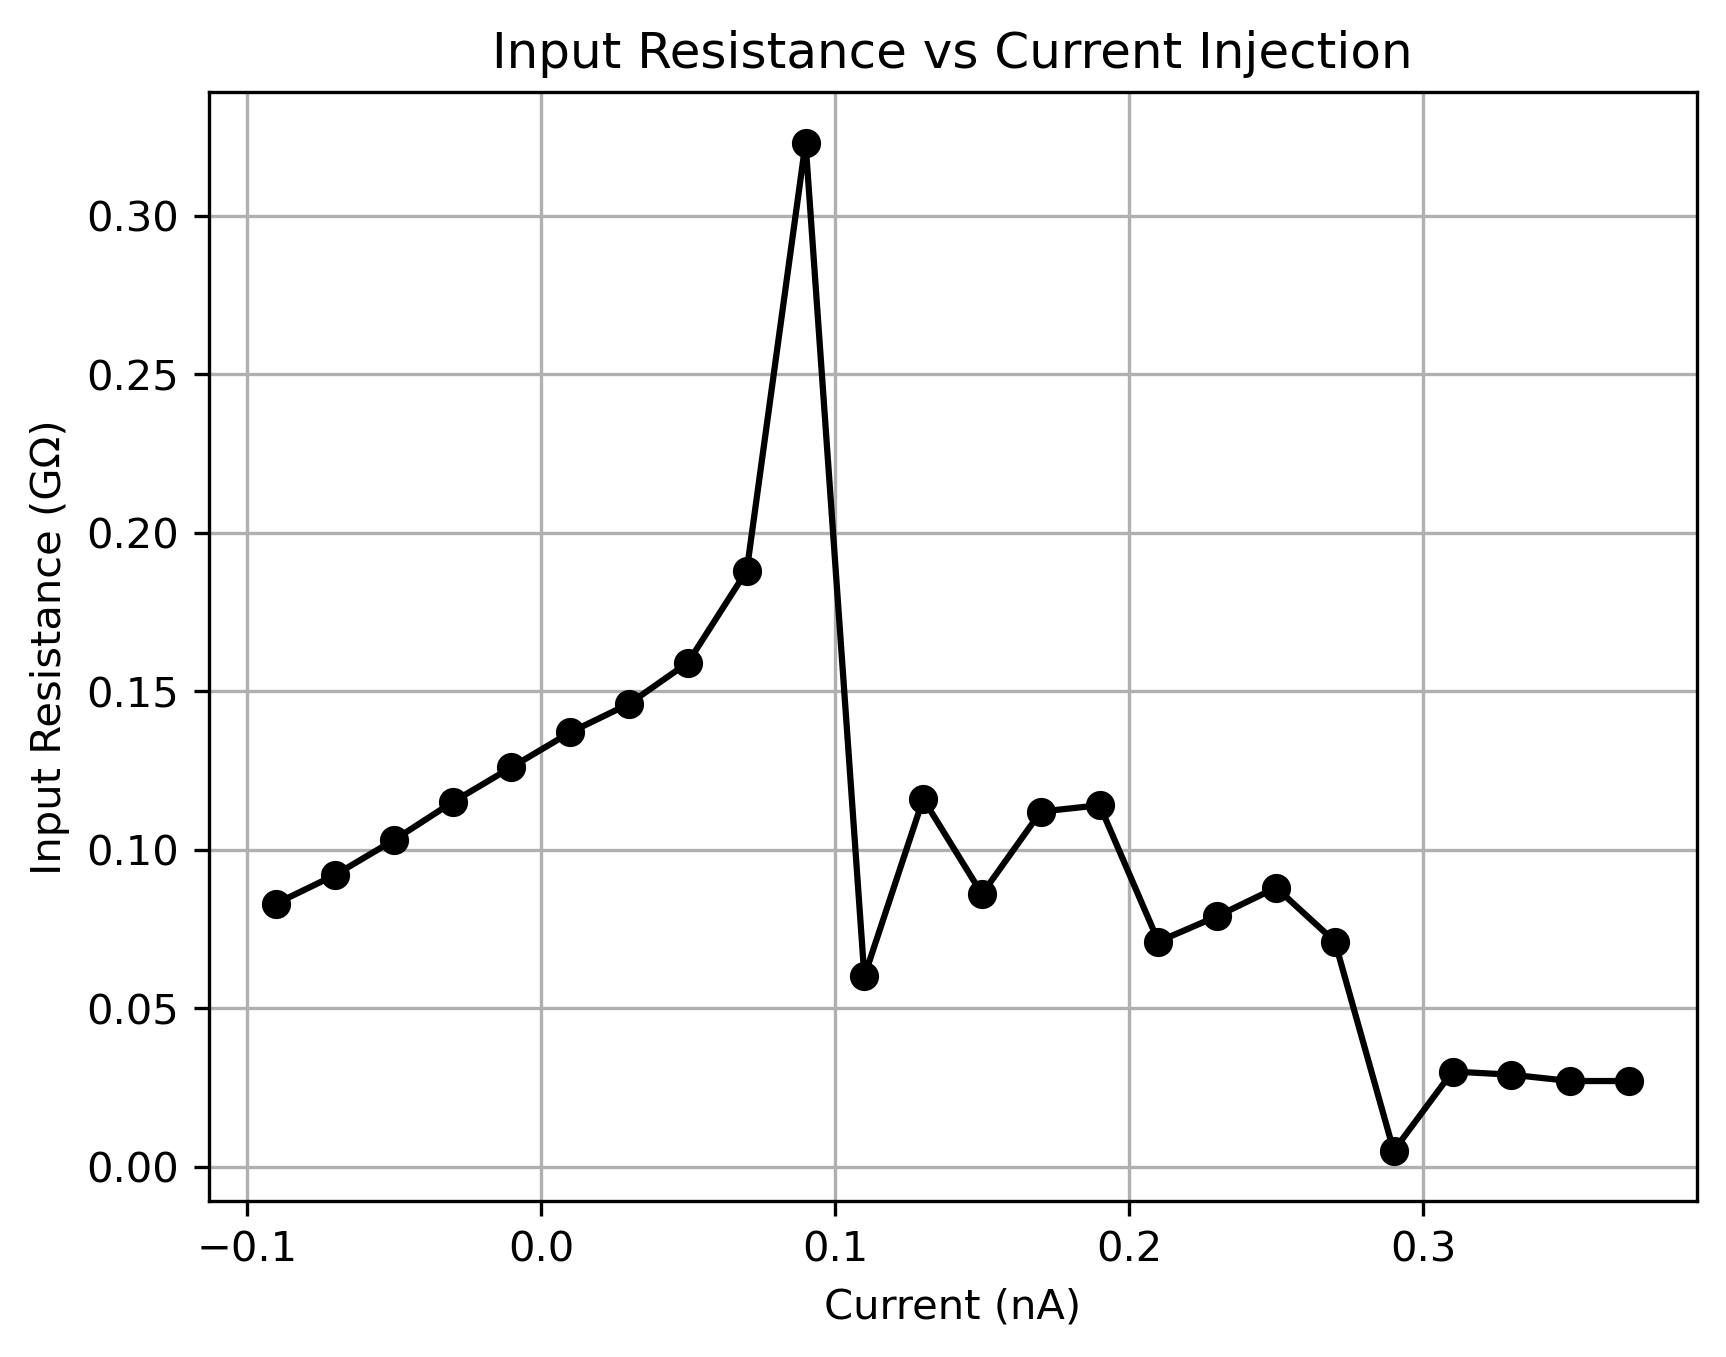 Input Resistance vs Current Injection
Input Resistance (GΩ)
0.30
0.25
0.20
0.15
0.10
0.05
0.00
−0.1 0.0 0.1 0.2 0.3
Current (nA)